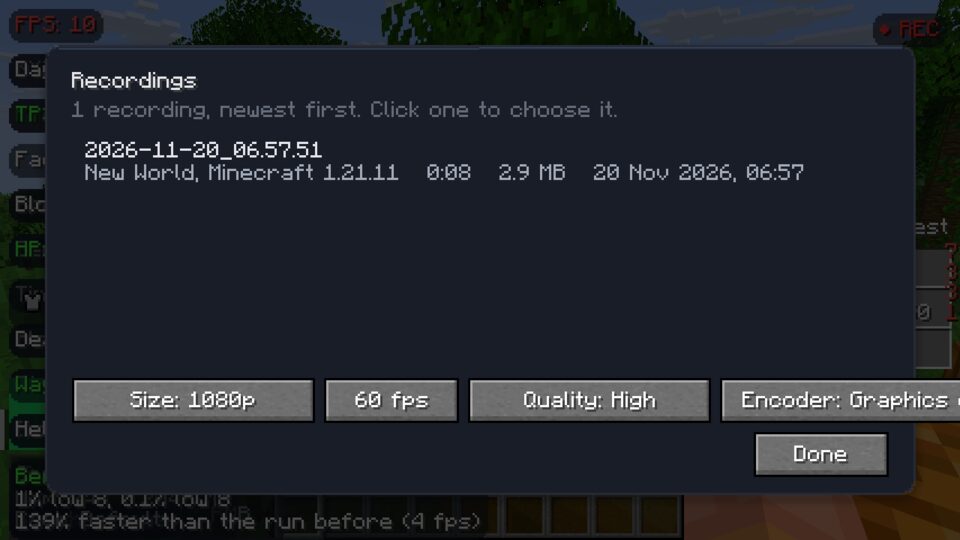 FPS: 10
REC
Recordings
1 recording, newest first. Click one to choose it.
2026-11-20_06.57.51
New World, Minecraft 1.21.11 0:08 2.9 MB 20 Nov 2026, 06:57
Size: 1080p
60 fps
Quality: High
Encoder: Graphics
Done
1% low 8, 0.1% low 8
139% faster than the run before (4 fps)